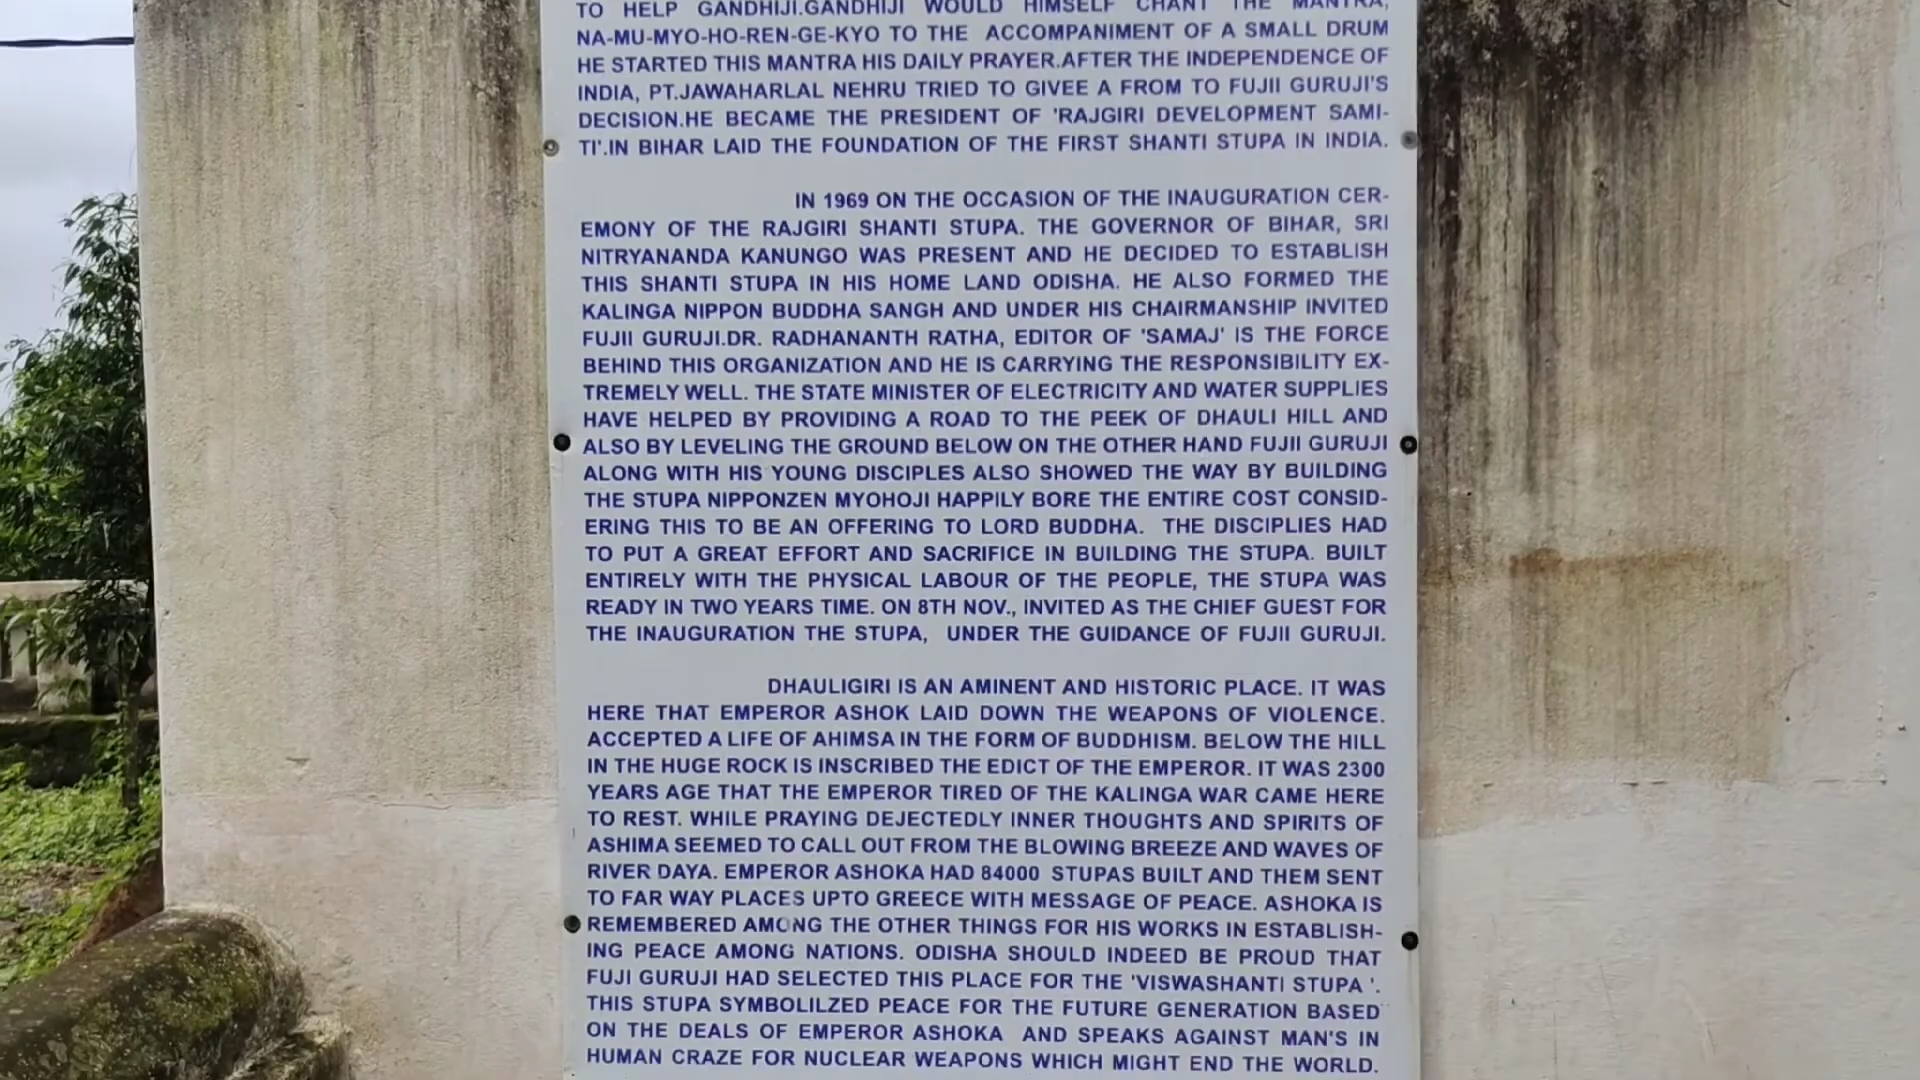 TO HELP GANDHIJI.GANDHIJI WOULD HIMSELF CHANT THE MANTRA,
NA-MU-MYO-HO-REN-GE-KYO TO THE ACCOMPANIMENT OF A SMALL DRUM
HE STARTED THIS MANTRA HIS DAILY PRAYER.AFTER THE INDEPENDENCE OF
INDIA, PT.JAWAHARLAL NEHRU TRIED TO GIVEE A FROM TO FUJII GURUJI'S
DECISION.HE BECAME THE PRESIDENT OF 'RAJGIRI DEVELOPMENT SAMI-
TI'.IN BIHAR LAID THE FOUNDATION OF THE FIRST SHANTI STUPA IN INDIA.
IN 1969 ON THE OCCASION OF THE INAUGURATION CER-
EMONY OF THE RAJGIRI SHANTI STUPA. THE GOVERNOR OF BIHAR, SRI
NITRYANANDA KANUNGO WAS PRESENT AND HE DECIDED TO ESTABLISH
THIS SHANTI STUPA IN HIS HOME LAND ODISHA. HE ALSO FORMED THE
KALINGA NIPPON BUDDHA SANGH AND UNDER HIS CHAIRMANSHIP INVITED
FUJII GURUJI.DR. RADHANANTH RATHA, EDITOR OF 'SAMAJ' IS THE FORCE
BEHIND THIS ORGANIZATION AND HE IS CARRYING THE RESPONSIBILITY EX-
TREMELY WELL. THE STATE MINISTER OF ELECTRICITY AND WATER SUPPLIES
HAVE HELPED BY PROVIDING A ROAD TO THE PEEK OF DHAULI HILL AND
ALSO BY LEVELING THE GROUND BELOW ON THE OTHER HAND FUJII GURUJI
ALONG WITH HIS YOUNG DISCIPLES ALSO SHOWED THE WAY BY BUILDING
THE STUPA NIPPONZEN MYOHOJI HAPPILY BORE THE ENTIRE COST CONSID-
ERING THIS TO BE AN OFFERING TO LORD BUDDHA. THE DISCIPLIES HAD
TO PUT A GREAT EFFORT AND SACRIFICE IN BUILDING THE STUPA. BUILT
ENTIRELY WITH THE PHYSICAL LABOUR OF THE PEOPLE, THE STUPA WAS
READY IN TWO YEARS TIME. ON 8TH NOV., INVITED AS THE CHIEF GUEST FOR
THE INAUGURATION THE STUPA, UNDER THE GUIDANCE OF FUJII GURUJI.
DHAULIGIRI IS AN AMINENT AND HISTORIC PLACE. IT WAS
HERE THAT EMPEROR ASHOK LAID DOWN THE WEAPONS OF VIOLENCE.
ACCEPTED A LIFE OF AHIMSA IN THE FORM OF BUDDHISM. BELOW THE HILL
IN THE HUGE ROCK IS INSCRIBED THE EDICT OF THE EMPEROR. IT WAS 2300
YEARS AGE THAT THE EMPEROR TIRED OF THE KALINGA WAR CAME HERE
TO REST. WHILE PRAYING DEJECTEDLY INNER THOUGHTS AND SPIRITS OF
ASHIMA SEEMED TO CALL OUT FROM THE BLOWING BREEZE AND WAVES OF
RIVER DAYA. EMPEROR ASHOKA HAD 84000 STUPAS BUILT AND THEM SENT
TO FAR WAY PLACES UPTO GREECE WITH MESSAGE OF PEACE. ASHOKA IS
REMEMBERED AMONG THE OTHER THINGS FOR HIS WORKS IN ESTABLISH-
ING PEACE AMONG NATIONS. ODISHA SHOULD INDEED BE PROUD THAT
FUJI GURUJI HAD SELECTED THIS PLACE FOR THE 'VISWASHANTI STUPA '.
THIS STUPA SYMBOLILZED PEACE FOR THE FUTURE GENERATION BASED
ON THE DEALS OF EMPEROR ASHOKA AND SPEAKS AGAINST MAN'S IN
HUMAN CRAZE FOR NUCLEAR WEAPONS WHICH MIGHT END THE WORLD.